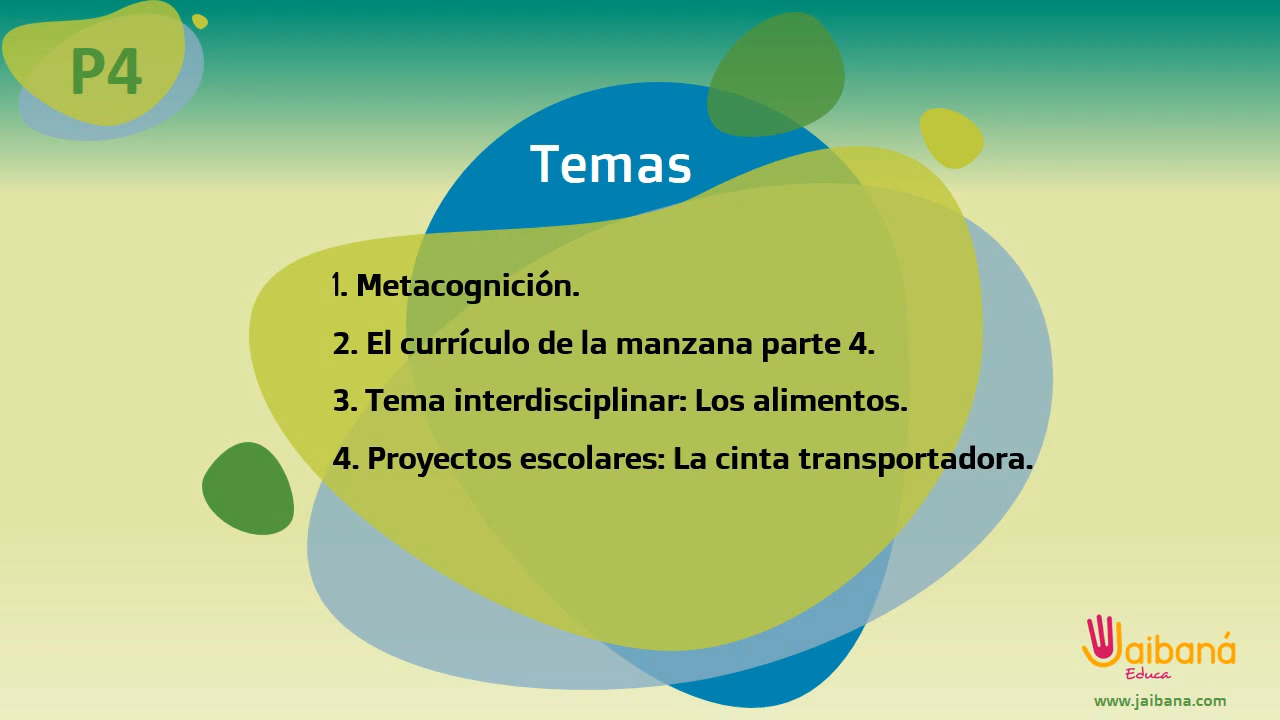 P4
Temas
1. Metacognición.
2. El currículo de la manzana parte 4.
3. Tema interdisciplinar: Los alimentos.
4. Proyectos escolares: La cinta transportadora.
Jaibaná
Educa
www.jaibana.com